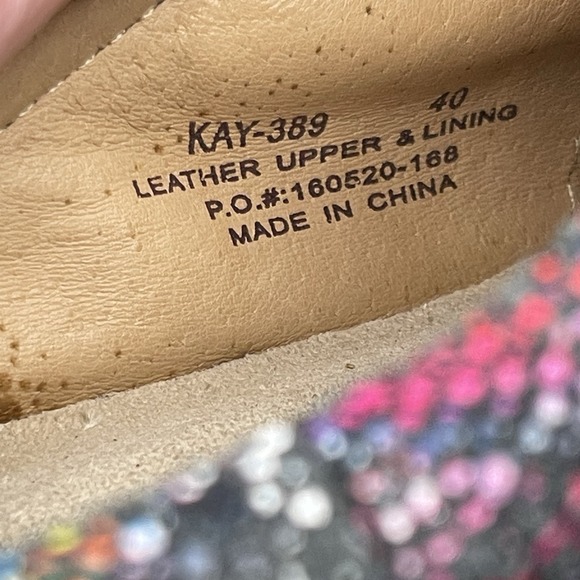 KAY-389 40
LEATHER UPPER & LINING
P.O.#:160520-168
MADE IN CHINA